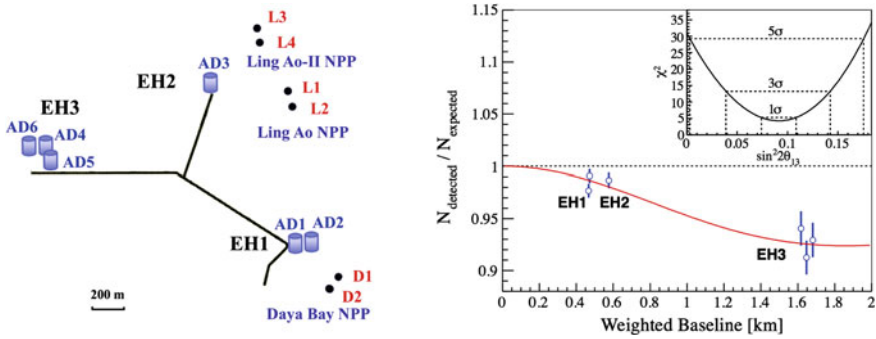 L3
L4
AD3
EH2
Ling Ao-II NPP
L1
L2
Ling Ao NPP
EH3
AD6
AD4
AD5
AD1 AD2
EH1
D1
D2
Daya Bay NPP
200 m
N detected / N expected
1.15
1.1
1.05
1
0.95
0.9
EH1
EH2
EH3
0 0.2 0.4 0.6 0.8 1 1.2 1.4 1.6 1.8 2
Weighted Baseline [km]
χ²
35
30
25
20
15
10
5
0
5σ
3σ
1σ
0 0.05 0.1 0.15
sin²2θ₁₃